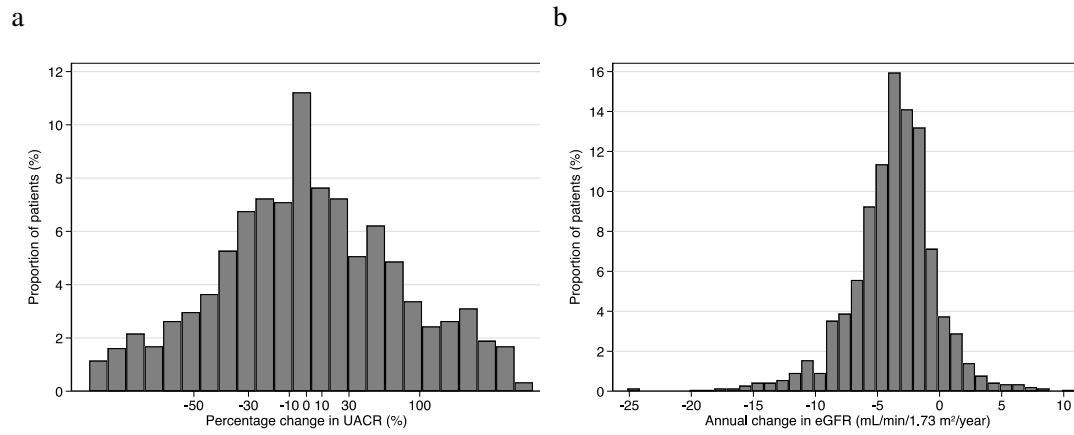 a
12
10
8
6
4
2
0
Proportion of patients (%)
-50 -30 -10 0 10 30 100
Percentage change in UACR (%)
b
16
14
12
10
8
6
4
2
0
Proportion of patients (%)
-25 -20 -15 -10 -5 0 5 10
Annual change in eGFR (mL/min/1.73 m²/year)